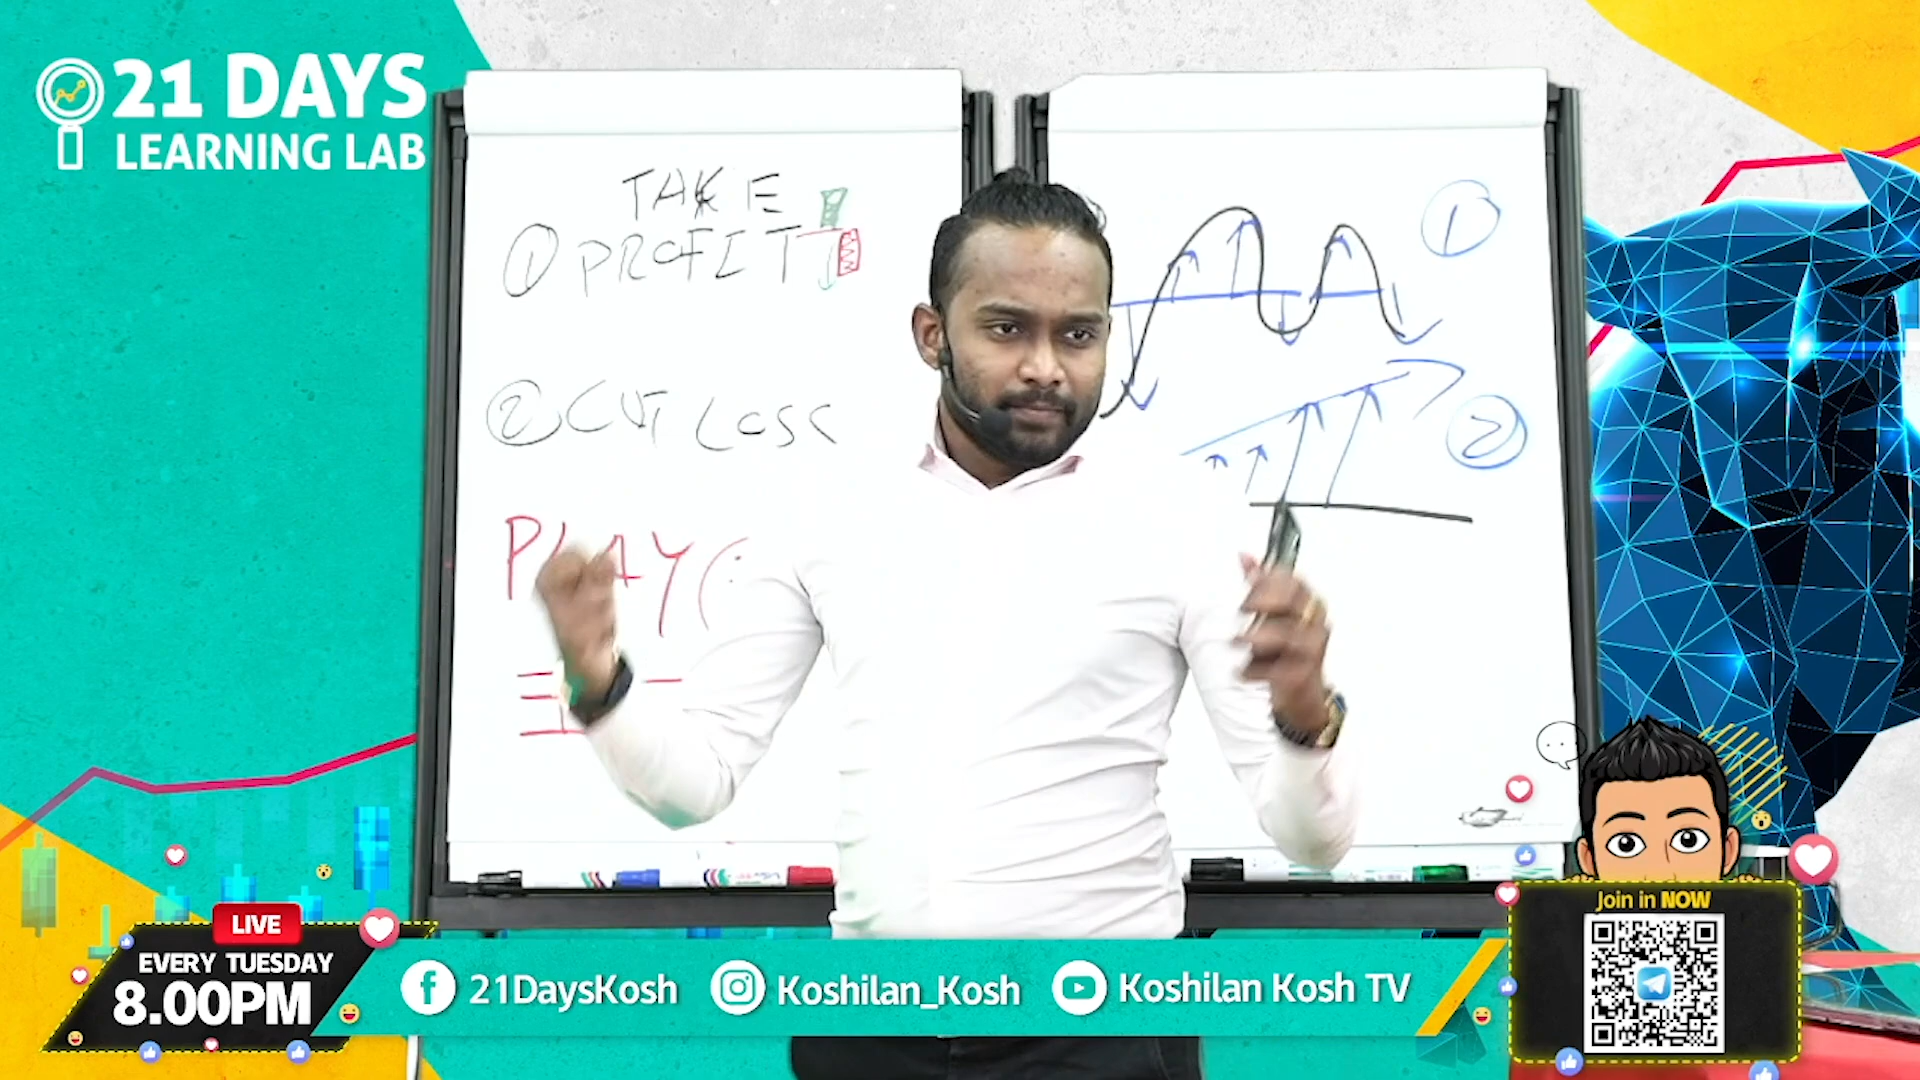 21 DAYS
LEARNING LAB
TAKE
① PROFIT
② CUT LOSS
PLAY
①
②
LIVE
EVERY TUESDAY
8.00PM
21DaysKosh
Koshilan_Kosh
Koshilan Kosh TV
Join in NOW